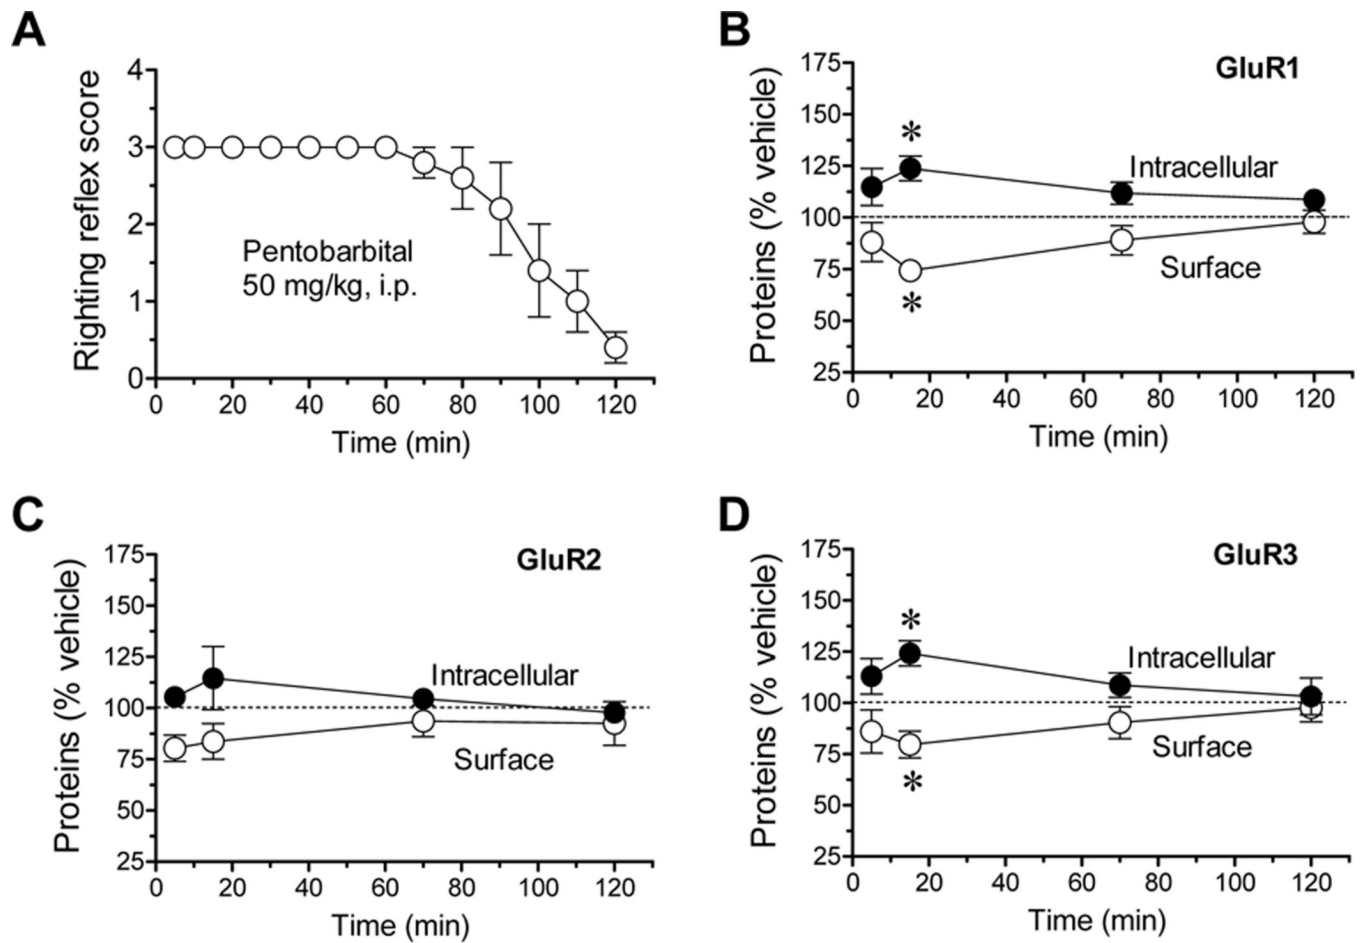 A
Righting reflex score
4
3
2
1
0
Pentobarbital
50 mg/kg, i.p.
0 20 40 60 80 100 120
Time (min)
B
GluR1
Proteins (% vehicle)
175
150
125
100
75
50
25
*
Intracellular
Surface
*
0 20 40 60 80 100 120
Time (min)
C
GluR2
Proteins (% vehicle)
175
150
125
100
75
50
25
Intracellular
Surface
0 20 40 60 80 100 120
Time (min)
D
GluR3
Proteins (% vehicle)
175
150
125
100
75
50
25
*
Intracellular
Surface
*
0 20 40 60 80 100 120
Time (min)